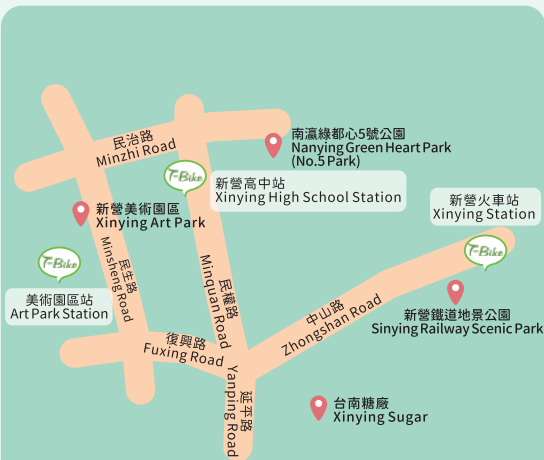 民治路
Minzhi Road
南瀛綠都心5號公園
Nanying Green Heart Park
(No.5 Park)
T-Bike
新營高中站
Xinying High School Station
新營火車站
Xinying Station
T-Bike
新營美術園區
Xinying Art Park
T-Bike
美術園區站
Art Park Station
民生路
Minsheng Road
民權路
Minquan Road
中山路
Zhongshan Road
新營鐵道地景公園
Sinying Railway Scenic Park
復興路
Fuxing Road
延平路
Yanping Road
台南糖廠
Xinying Sugar